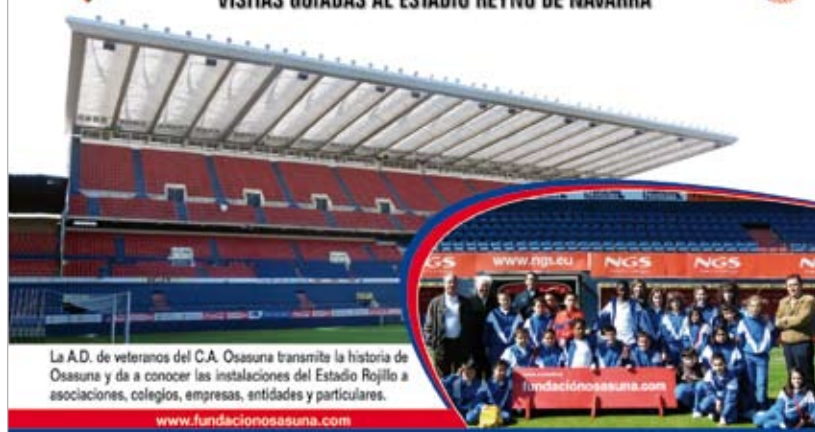 VISITAS GUIADAS AL ESTADIO REYNO DE NAVARRA
NGS
www.ngs.eu
NGS
NGS
fundaciónosasuna.com
La A.D. de veteranos del C.A. Osasuna transmite la historia de
Osasuna y da a conocer las instalaciones del Estadio Rojillo a
asociaciones, colegios, empresas, entidades y particulares.
www.fundacionosasuna.com